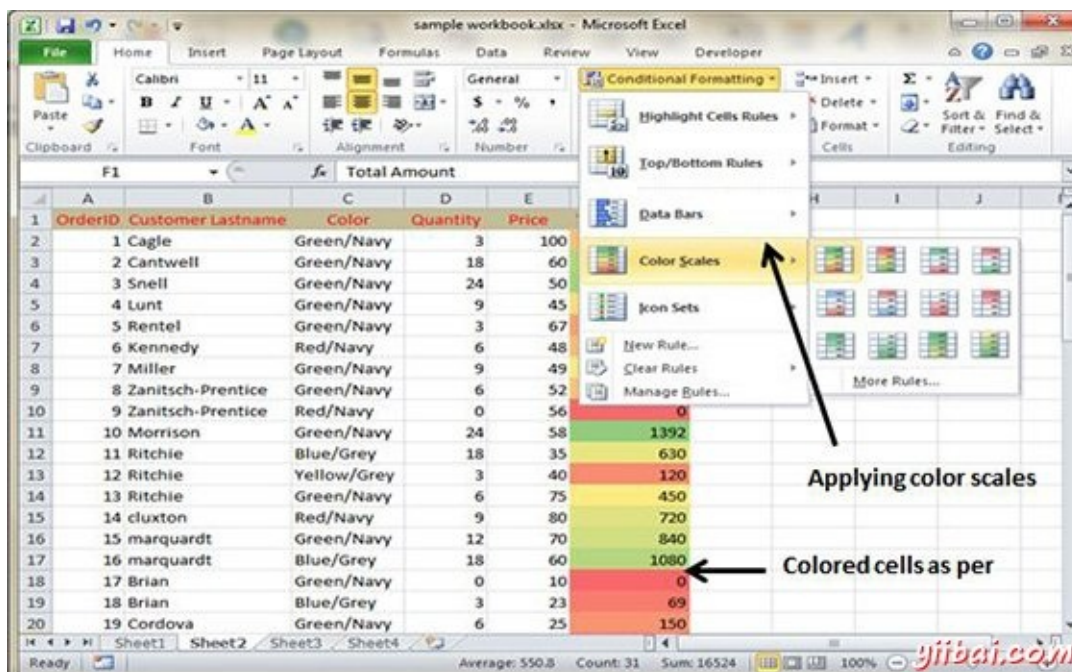 sample workbook.xlsx - Microsoft Excel
File Home Insert Page Layout Formulas Data Review View Developer
Paste
Calibri 11
B I U A A
A
General
$ % ,
Conditional Formatting
Insert
Delete
Format
Σ
Sort & Filter
Find & Select
Clipboard Font Alignment Number Cells Editing
F1 fx Total Amount
A B C D E H I J
1 OrderID Customer Lastname Color Quantity Price
2 1 Cagle Green/Navy 3 100
3 2 Cantwell Green/Navy 18 60
4 3 Snell Green/Navy 24 50
5 4 Lunt Green/Navy 9 45
6 5 Rentel Green/Navy 3 67
7 6 Kennedy Red/Navy 6 48
8 7 Miller Green/Navy 9 49
9 8 Zanitsch-Prentice Green/Navy 6 52
10 9 Zanitsch-Prentice Red/Navy 0 56 0
11 10 Morrison Green/Navy 24 58 1392
12 11 Ritchie Blue/Grey 18 35 630
13 12 Ritchie Yellow/Grey 3 40 120
14 13 Ritchie Green/Navy 6 75 450
15 14 cluxton Red/Navy 9 80 720
16 15 marquardt Green/Navy 12 70 840
17 16 marquardt Blue/Grey 18 60 1080
18 17 Brian Green/Navy 0 10 0
19 18 Brian Blue/Grey 3 23 69
20 19 Cordova Green/Navy 6 25 150
Highlight Cells Rules
Top/Bottom Rules
Data Bars
Color Scales
Icon Sets
New Rule...
Clear Rules
Manage Rules...
More Rules...
Applying color scales
Colored cells as per
Sheet1 Sheet2 Sheet3 Sheet4
Ready Average: 550.8 Count: 31 Sum: 16524 100%
yiibai.com